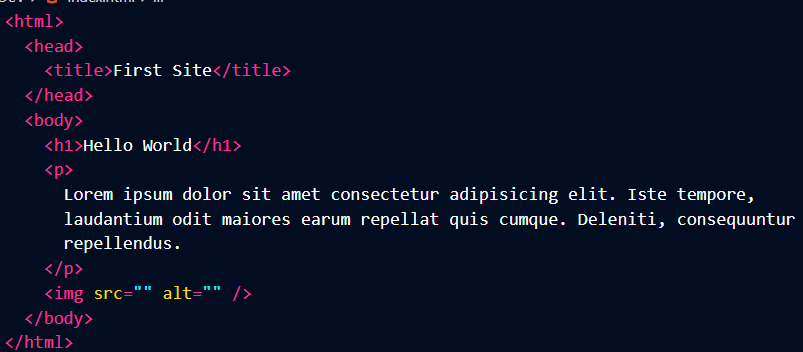 <html>
<head>
<title>First Site</title>
</head>
<body>
<h1>Hello World</h1>
<p>
Lorem ipsum dolor sit amet consectetur adipisicing elit. Iste tempore,
laudantium odit maiores earum repellat quis cumque. Deleniti, consequuntur
repellendus.
</p>
<img src="" alt="" />
</body>
</html>